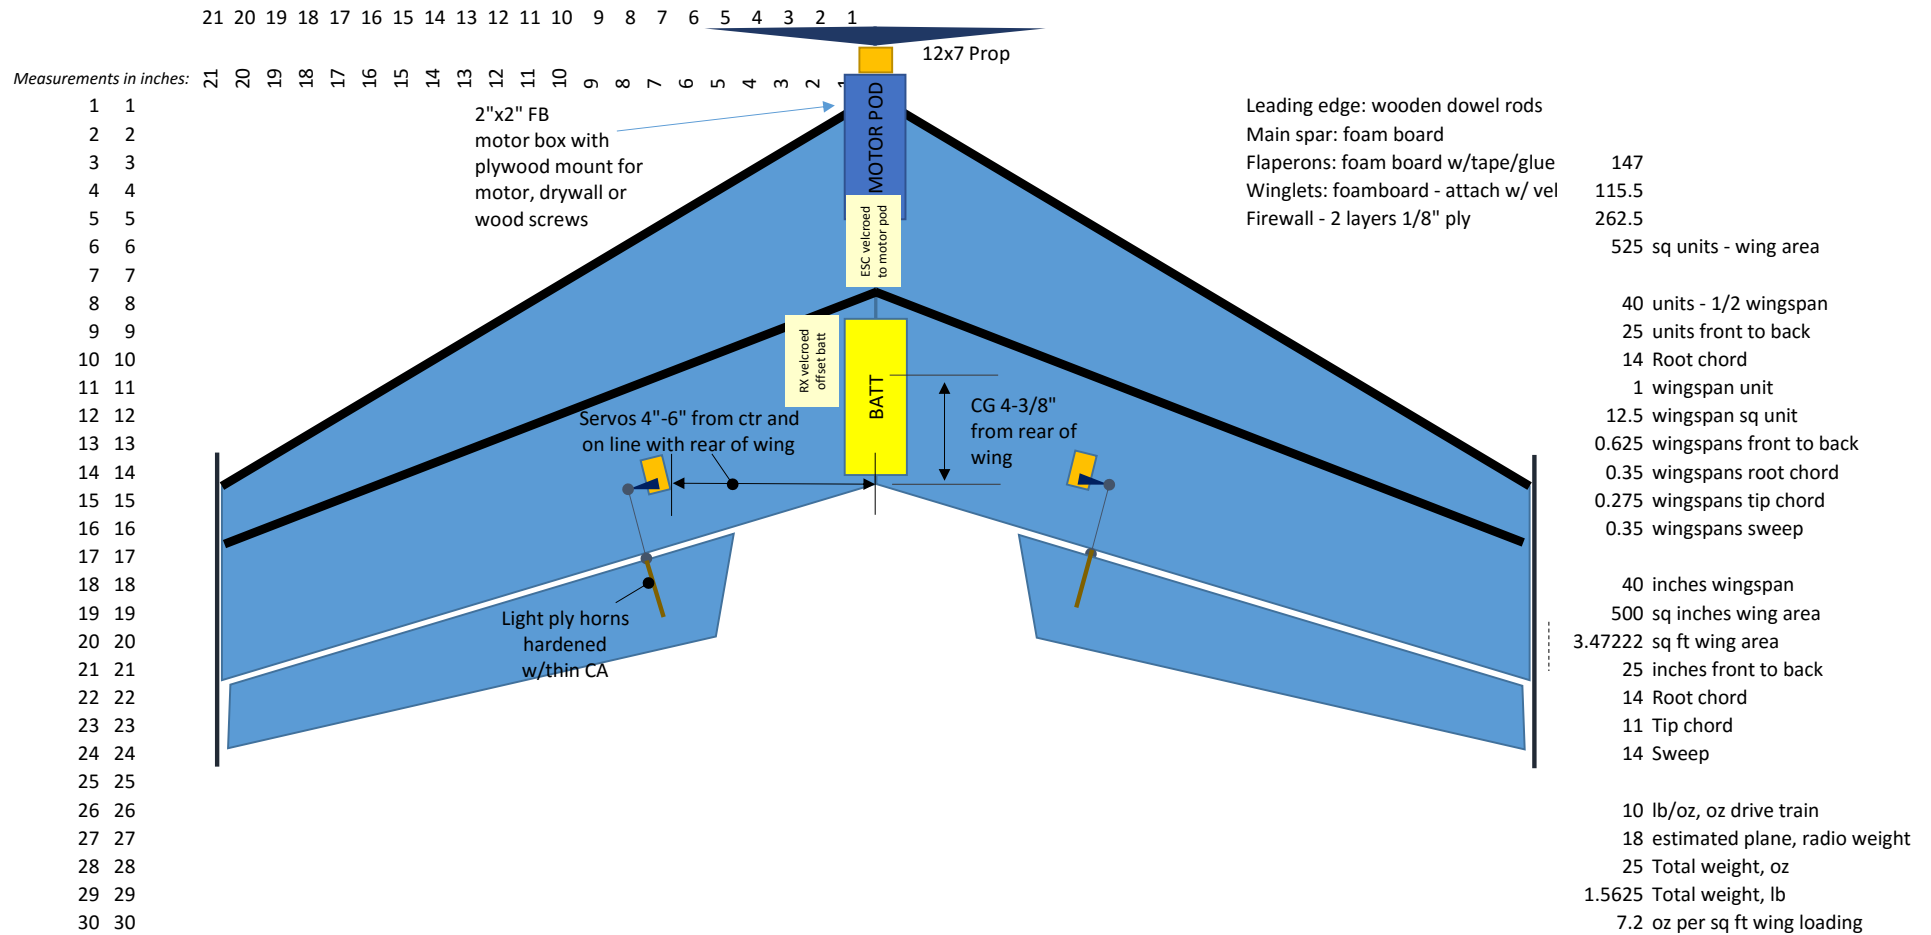 21 20 19 18 17 16 15 14 13 12 11 10 9 8 7 6 5 4 3 2 1
12x7 Prop
Measurements in inches:
21 20 19 18 17 16 15 14 13 12 11 10 9 8 7 6 5 4 3 2 1
1 1
2 2
3 3
4 4
5 5
6 6
7 7
8 8
9 9
10 10
11 11
12 12
13 13
14 14
15 15
16 16
17 17
18 18
19 19
20 20
21 21
22 22
23 23
24 24
25 25
26 26
27 27
28 28
29 29
30 30
2"x2" FB
motor box with
plywood mount for
motor, drywall or
wood screws
MOTOR POD
ESC velcroed
to motor pod
RX velcroed
offset batt
BATT
CG 4-3/8"
from rear of
wing
Servos 4"-6" from ctr and
on line with rear of wing
Light ply horns
hardened
w/thin CA
Leading edge: wooden dowel rods
Main spar: foam board
Flaperons: foam board w/tape/glue 147
Winglets: foamboard - attach w/ vel 115.5
Firewall - 2 layers 1/8" ply 262.5
525 sq units - wing area
40 units - 1/2 wingspan
25 units front to back
14 Root chord
1 wingspan unit
12.5 wingspan sq unit
0.625 wingspans front to back
0.35 wingspans root chord
0.275 wingspans tip chord
0.35 wingspans sweep
40 inches wingspan
500 sq inches wing area
3.47222 sq ft wing area
25 inches front to back
14 Root chord
11 Tip chord
14 Sweep
10 lb/oz, oz drive train
18 estimated plane, radio weight
25 Total weight, oz
1.5625 Total weight, lb
7.2 oz per sq ft wing loading